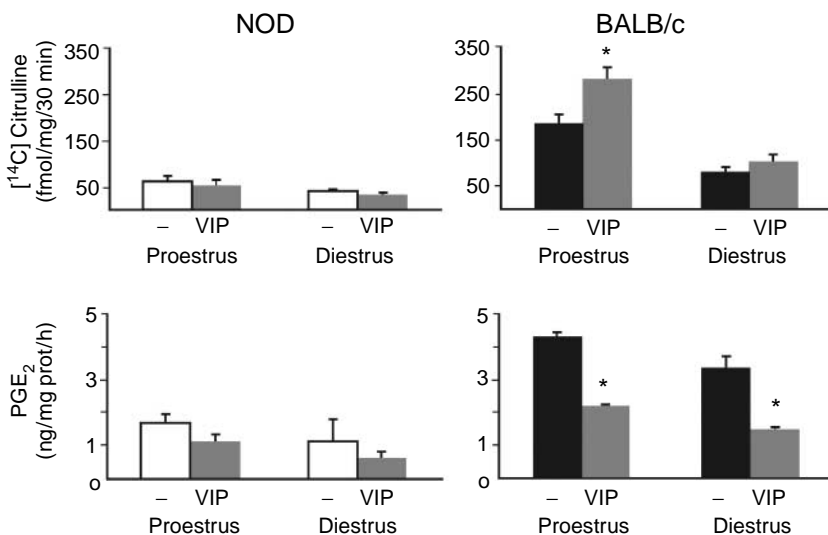 NOD
BALB/c
[¹⁴C] Citrulline
(fmol/mg/30 min)
350
250
150
50
– VIP – VIP
Proestrus Diestrus
350
*
250
150
50
– VIP – VIP
Proestrus Diestrus
PGE₂
(ng/mg prot/h)
5
3
1
o
– VIP – VIP
Proestrus Diestrus
5
3
*
*
1
o
– VIP – VIP
Proestrus Diestrus